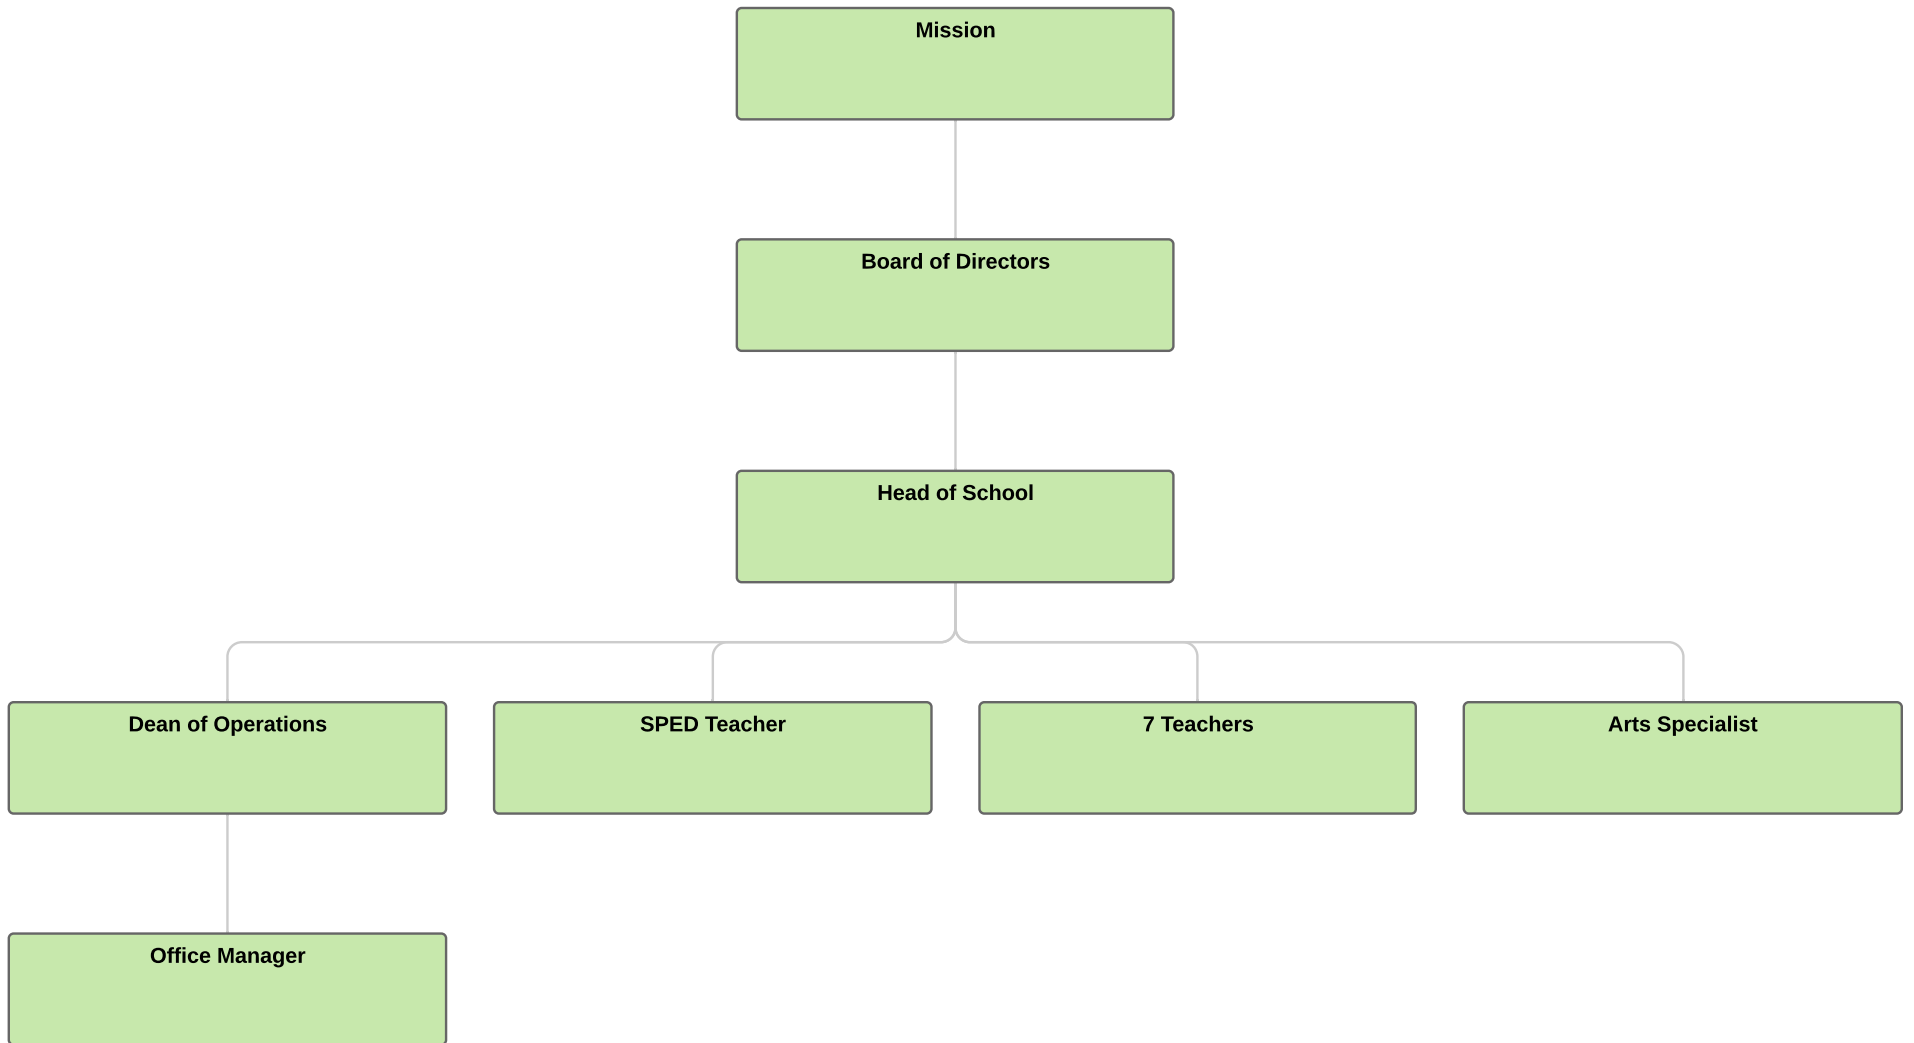 Mission
Board of Directors
Head of School
Dean of Operations
SPED Teacher
7 Teachers
Arts Specialist
Office Manager